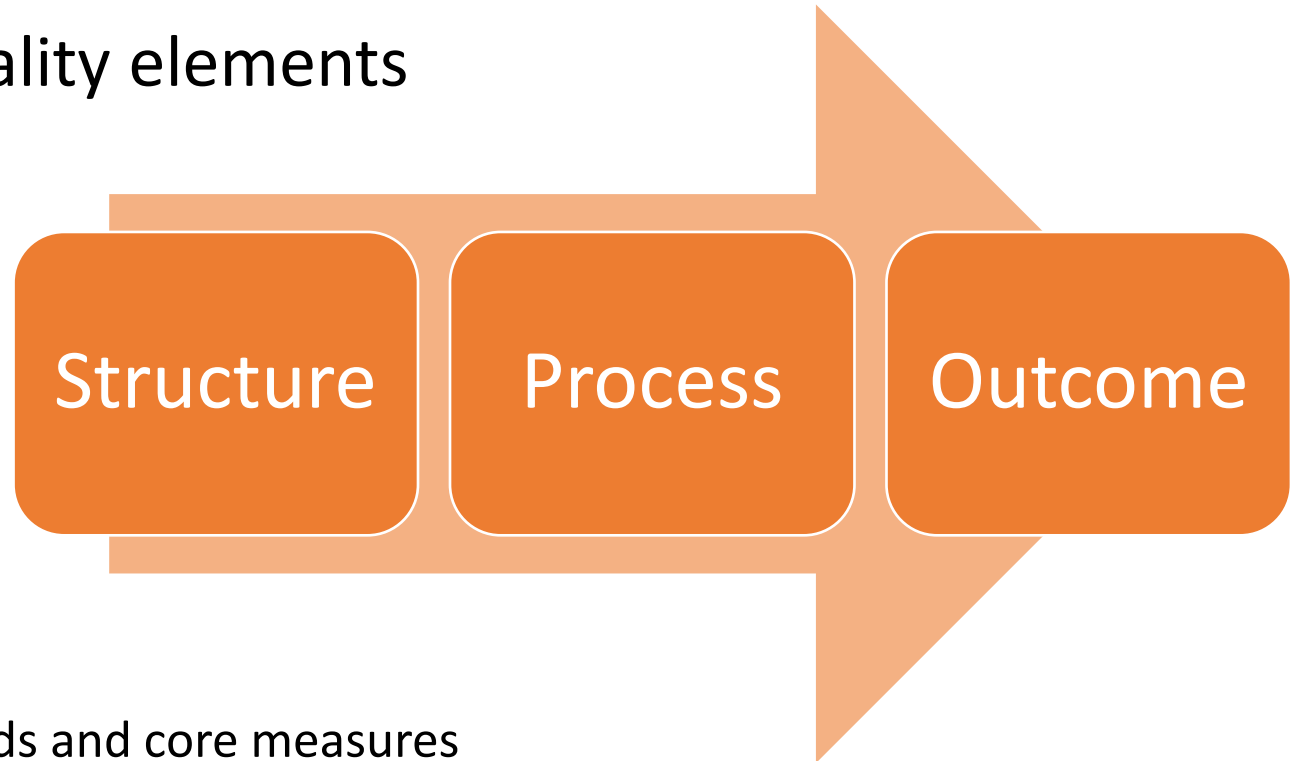 ality elements
Structure
Process
Outcome
ds and core measures